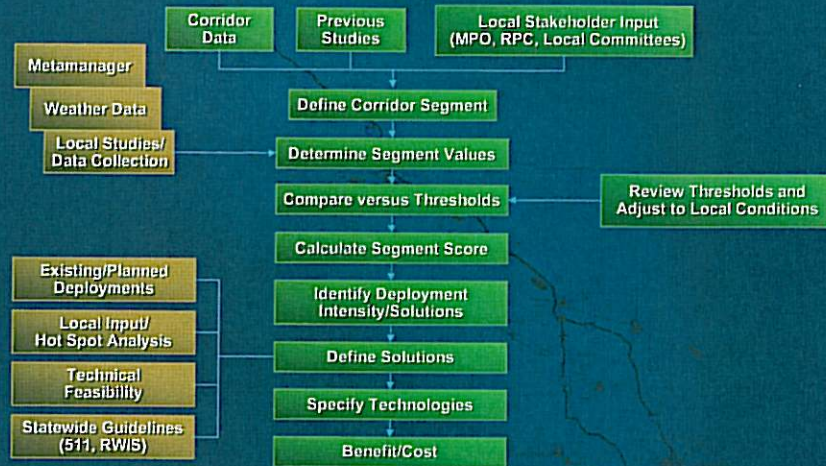 Corridor
Data
Previous
Studies
Local Stakeholder Input
(MPO, RPC, Local Committees)
Metamanager
Weather Data
Local Studies/
Data Collection
Define Corridor Segment
Determine Segment Values
Compare versus Thresholds
Review Thresholds and
Adjust to Local Conditions
Calculate Segment Score
Identify Deployment
Intensity/Solutions
Existing/Planned
Deployments
Local Input/
Hot Spot Analysis
Technical
Feasibility
Statewide Guidelines
(511, RWIS)
Define Solutions
Specify Technologies
Benefit/Cost